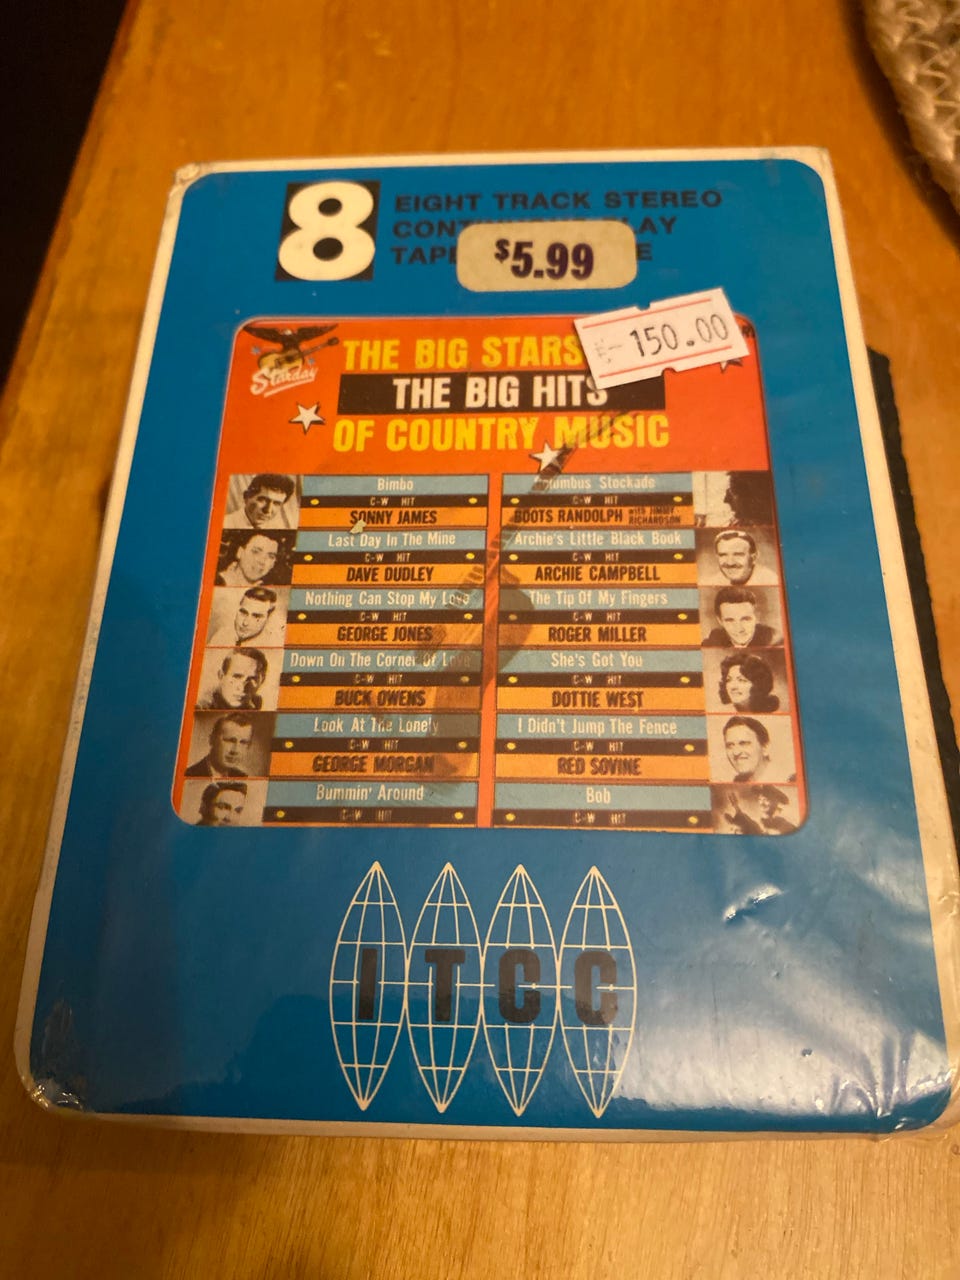 8
EIGHT TRACK STEREO
$5.99
:- 150.00
Starday
THE BIG STARS
THE BIG HITS
OF COUNTRY MUSIC
Bimbo
C-W HIT
SONNY JAMES
Last Day In The Mine
C-W HIT
DAVE DUDLEY
Nothing Can Stop My Love
C-W HIT
GEORGE JONES
Down On The Corner Of Love
C-W HIT
BUCK OWENS
Look At The Lonely
C-W HIT
GEORGE MORGAN
Bummin' Around
C-W HIT
Stockade
C-W HIT
BOOTS RANDOLPH WITH JIMMY RICHARDSON
Archie's Little Black Book
C-W HIT
ARCHIE CAMPBELL
The Tip Of My Fingers
C-W HIT
ROGER MILLER
She's Got You
C-W HIT
DOTTIE WEST
I Didn't Jump The Fence
C-W HIT
RED SOVINE
Bob
C-W HIT
ITCC